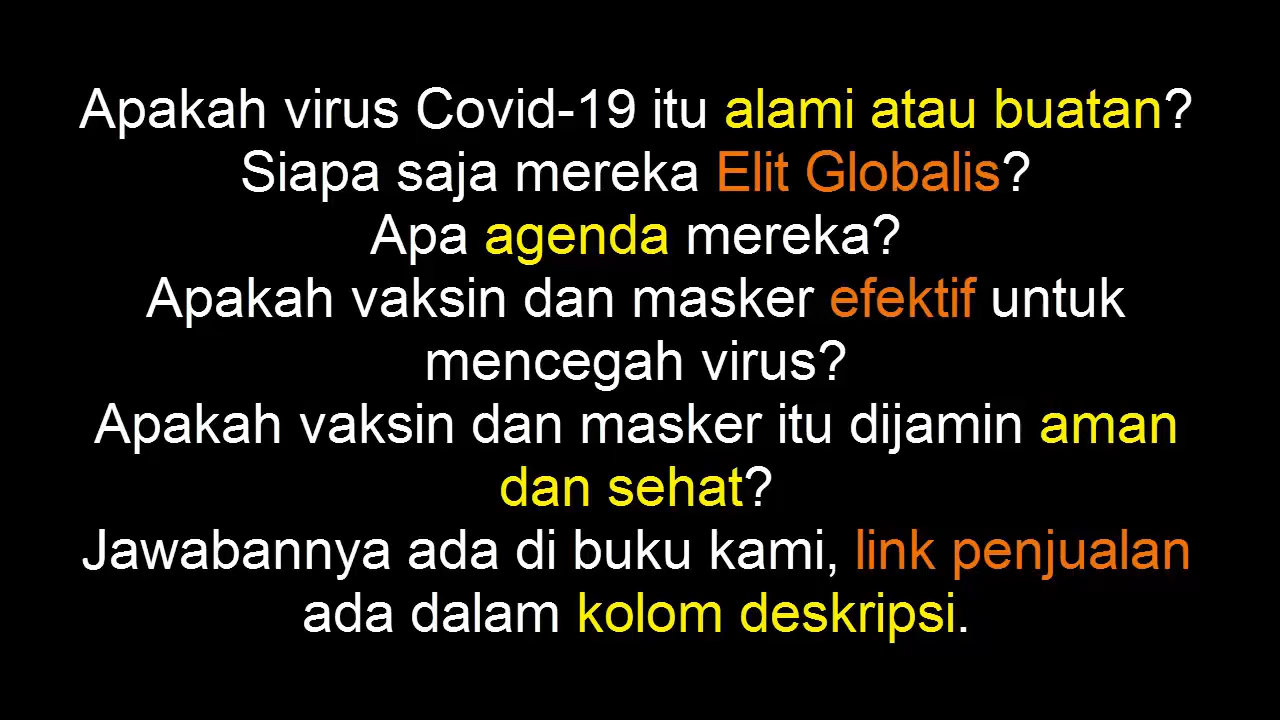 Apakah virus Covid-19 itu alami atau buatan?
Siapa saja mereka Elit Globalis?
Apa agenda mereka?
Apakah vaksin dan masker efektif untuk
mencegah virus?
Apakah vaksin dan masker itu dijamin aman
dan sehat?
Jawabannya ada di buku kami, link penjualan
ada dalam kolom deskripsi.